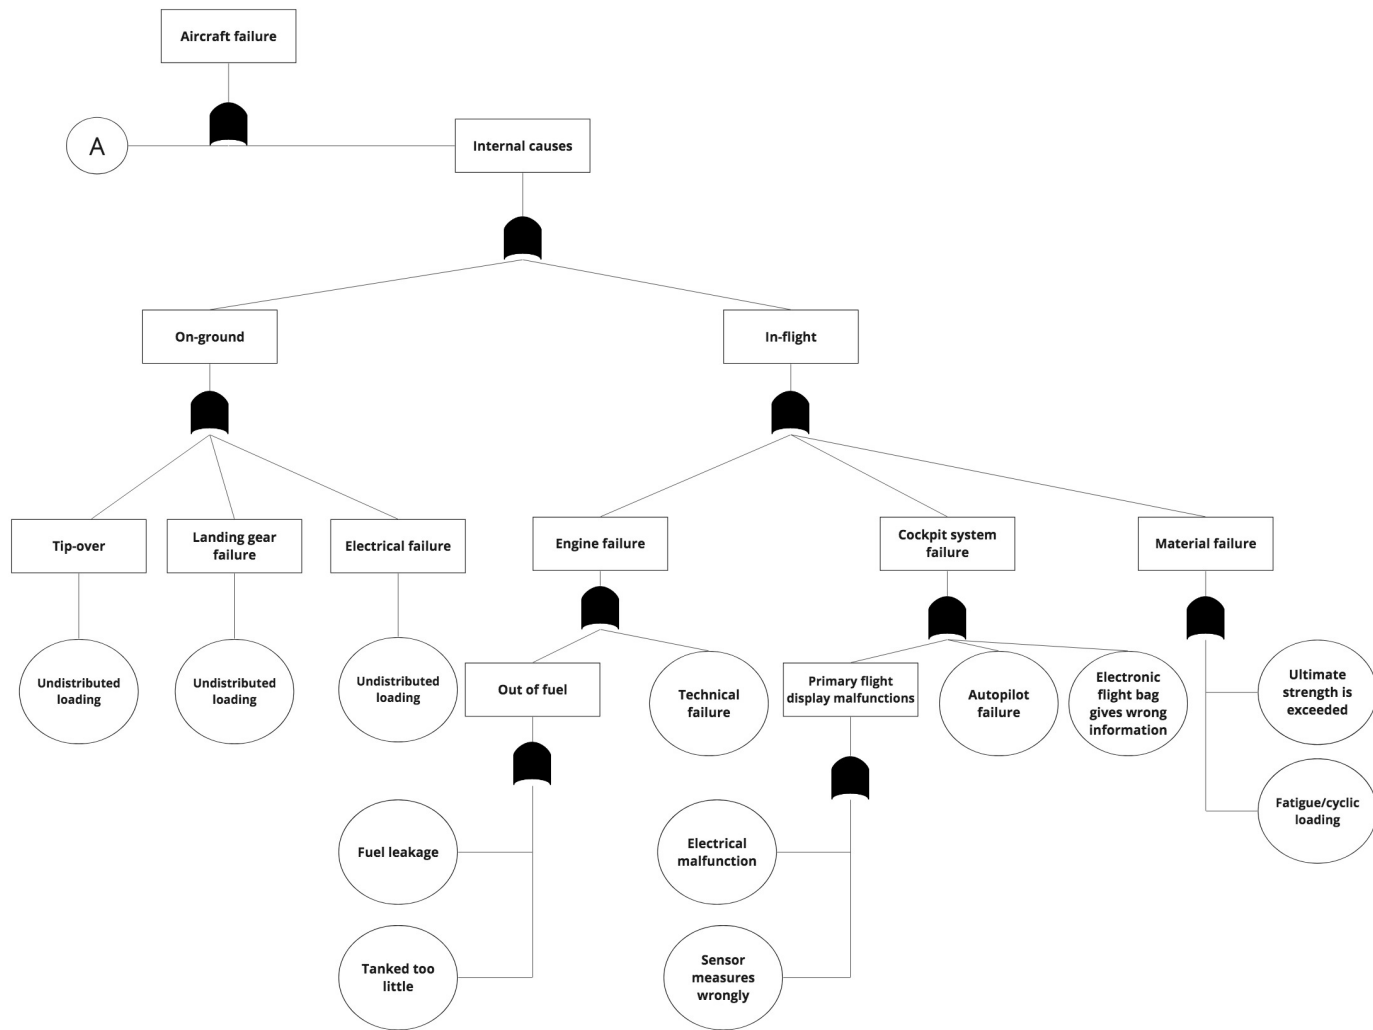 Aircraft failure
A
Internal causes
On-ground
In-flight
Tip-over
Landing gear
failure
Electrical failure
Engine failure
Cockpit system
failure
Material failure
Undistributed
loading
Undistributed
loading
Undistributed
loading
Out of fuel
Technical
failure
Primary flight
display malfunctions
Autopilot
failure
Electronic
flight bag
gives wrong
information
Ultimate
strength is
exceeded
Fatigue/cyclic
loading
Fuel leakage
Electrical
malfunction
Tanked too
little
Sensor
measures
wrongly